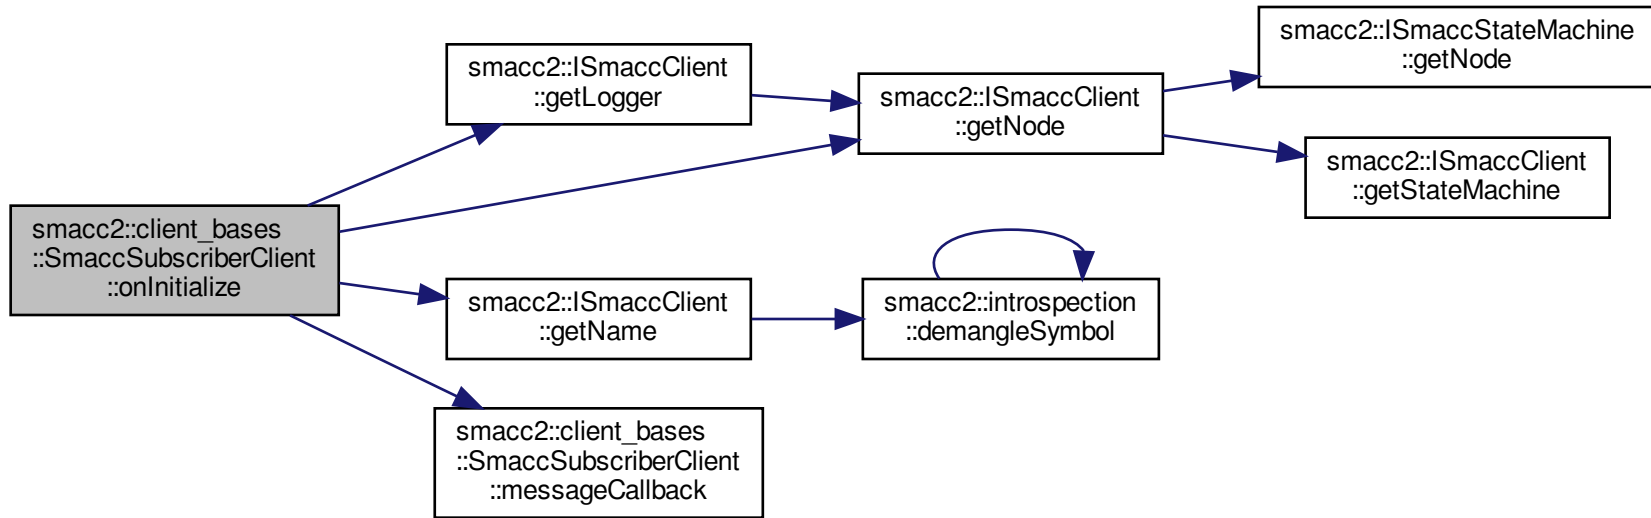 smacc2::client_bases
::SmaccSubscriberClient
::onInitialize
smacc2::ISmaccClient
::getLogger
smacc2::ISmaccClient
::getNode
smacc2::ISmaccStateMachine
::getNode
smacc2::ISmaccClient
::getStateMachine
smacc2::ISmaccClient
::getName
smacc2::introspection
::demangleSymbol
smacc2::client_bases
::SmaccSubscriberClient
::messageCallback